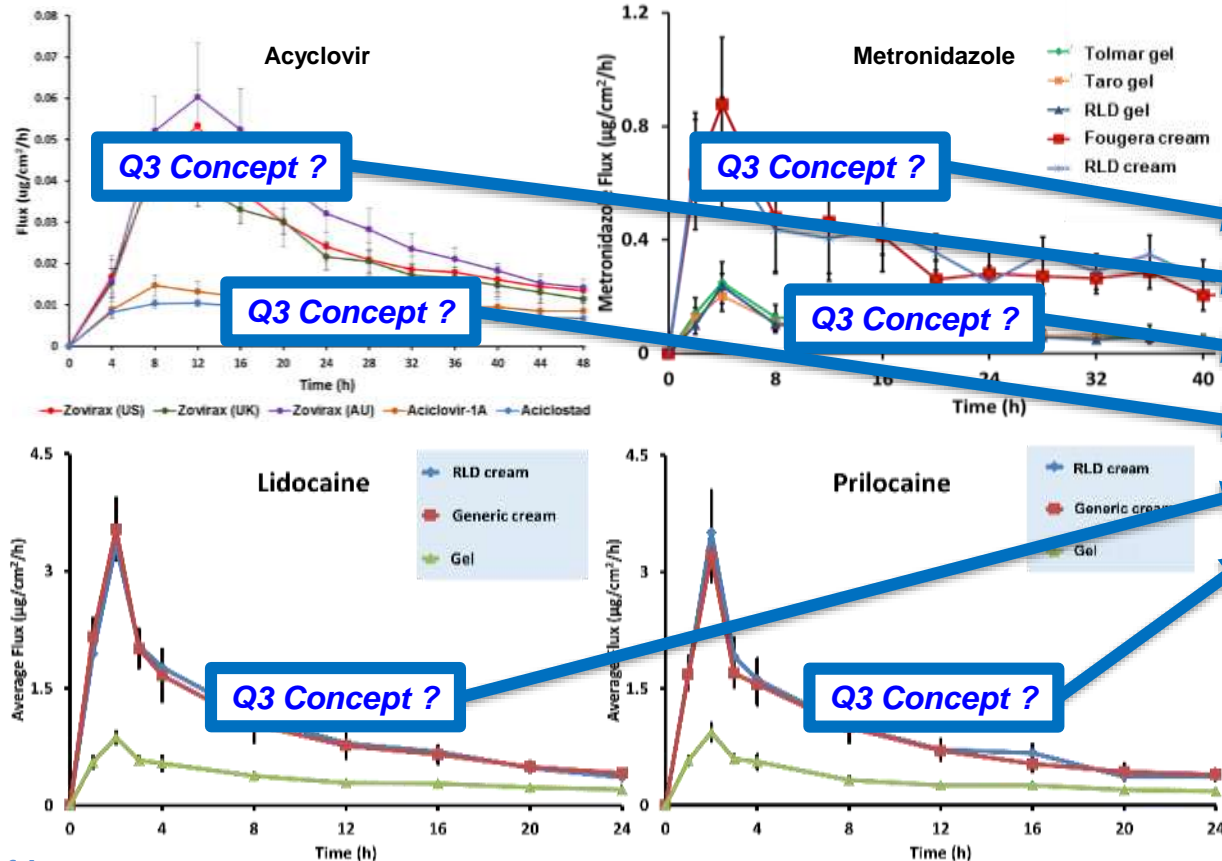 Acyclovir
0.08
0.07
0.06
0.05
0.04
0.03
0.02
0.01
0
Flux (ug/cm²/h)
Q3 Concept ?
Q3 Concept ?
0 4 8 12 16 20 24 28 32 36 40 44 48
Time (h)
Zovirax (US) Zovirax (UK) Zovirax (AU) Aciclovir-1A Aciclostad
Metronidazole
1.2
0.8
0.4
0
Metronidazole Flux (µg/cm²/h)
Tolmar gel
Taro gel
RLD gel
Fougera cream
RLD cream
Q3 Concept ?
Q3 Concept ?
0 8 16 24 32 40
Time (h)
Lidocaine
4.5
3
1.5
0
Average Flux (µg/cm²/h)
RLD cream
Generic cream
Gel
Q3 Concept ?
0 4 8 12 16 20 24
Time (h)
Prilocaine
4.5
3
1.5
0
Average Flux (µg/cm²/h)
RLD cream
Generic cream
Gel
Q3 Concept ?
0 4 8 12 16 20 24
Time (h)